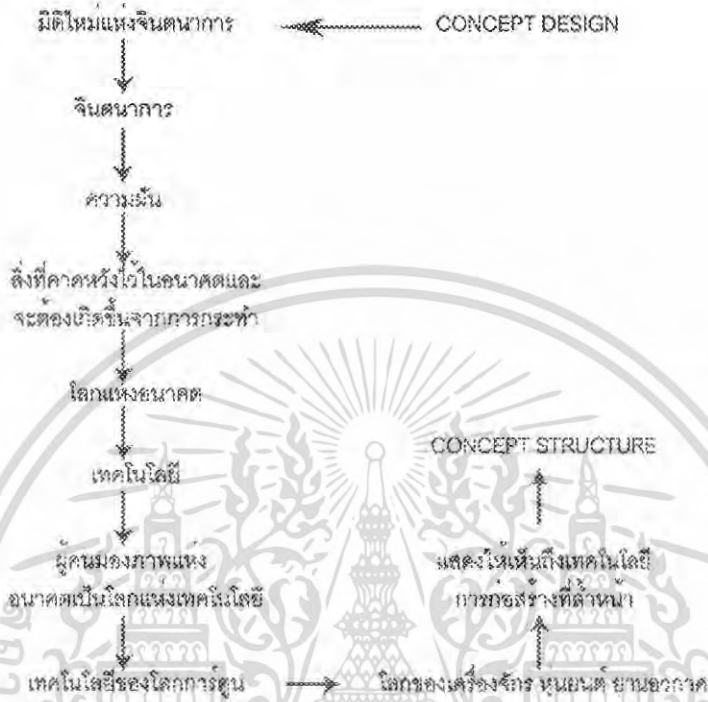 มิติใหม่แห่งจินตนาการ CONCEPT DESIGN
จินตนาการ
ความฝัน
สิ่งที่คาดหวังไว้ในอนาคตและ
จะต้องเกิดขึ้นจากการกระทำ
โลกแห่งอนาคต
เทคโนโลยี
ผู้คนมองภาพแห่ง
อนาคตเป็นโลกแห่งเทคโนโลยี
เทคโนโลยีของโลกการ์ตูน
โลกของเครื่องจักร หุ่นยนต์ ยานอวกาศ
แสดงให้เห็นถึงเทคโนโลยี
การก่อสร้างที่ล้ำหน้า
CONCEPT STRUCTURE